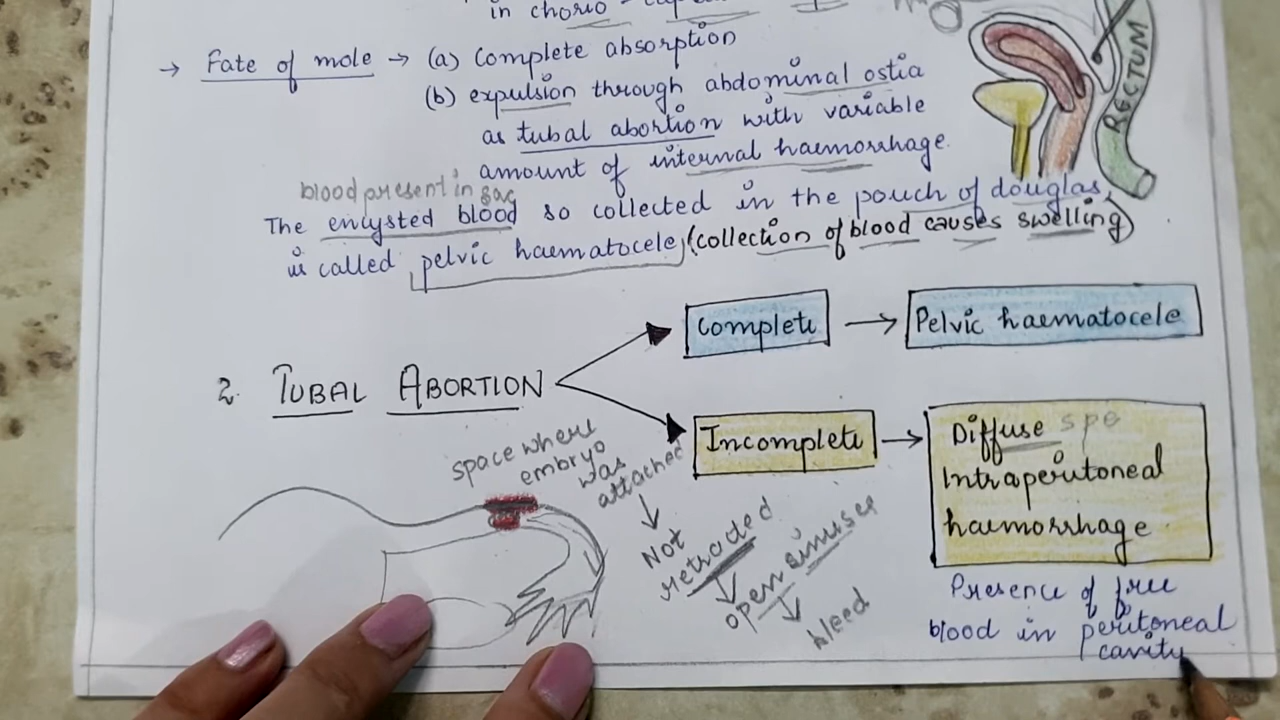 in chorio
→ Fate of mole → (a) Complete absorption
(b) expulsion through abdominal ostia
as tubal abortion with variable
amount of internal haemorrhage.
blood present in sac
The encysted blood so collected in the pouch of douglas,
is called pelvic haematocele, (collection of blood causes swelling)
RECTUM
2. TUBAL ABORTION
Complete → Pelvic haematocele
Incomplete → Diffuse spe
Intraperitoneal
haemorrhage
space where
embryo
was
attached
Not
retracted
open sinuses
bleed
Presence of free
blood in peritoneal
cavity